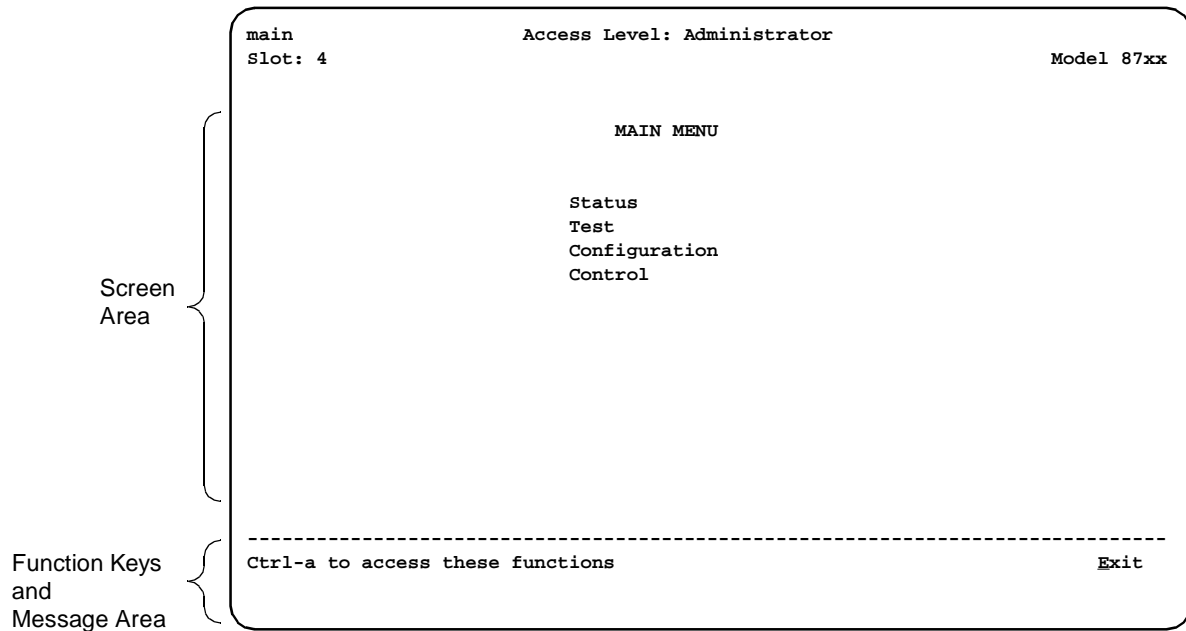 main Access Level: Administrator
Slot: 4 Model 87xx
MAIN MENU
Status
Test
Configuration
Control
Screen
Area
--------------------------------------------------------------------------------
Ctrl-a to access these functions Exit
Function Keys
and
Message Area